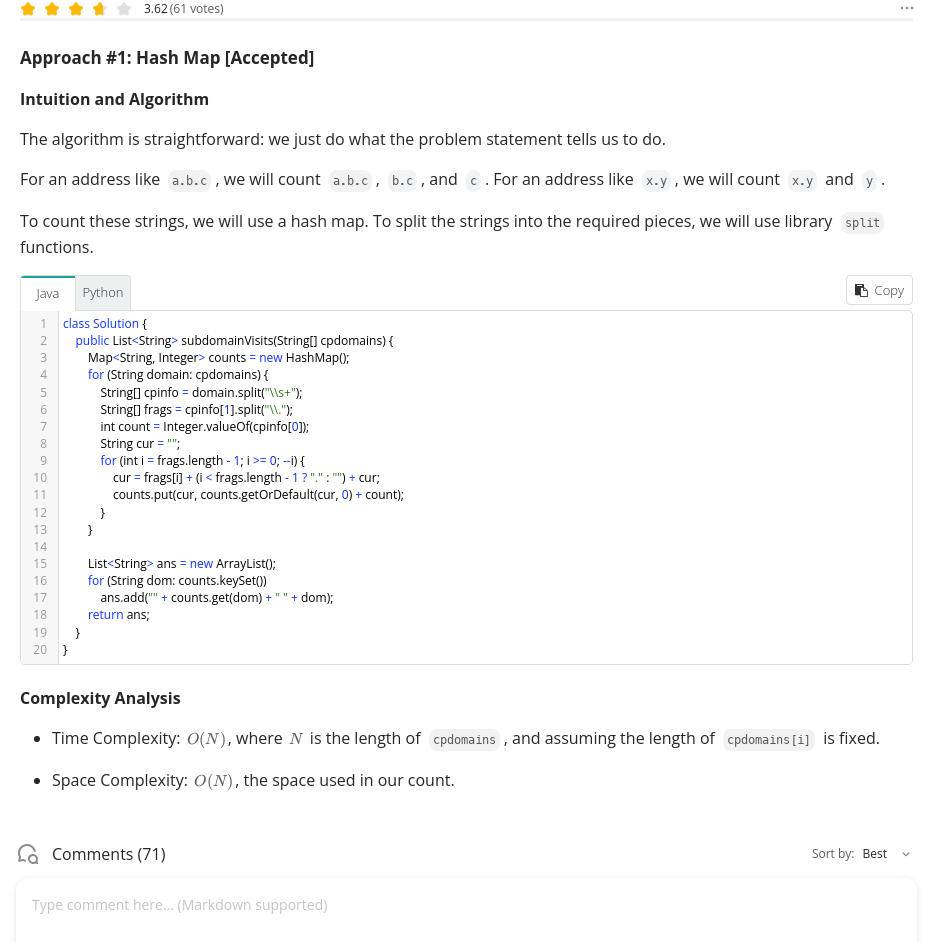 3.62 (61 votes)
Approach #1: Hash Map [Accepted]
Intuition and Algorithm
The algorithm is straightforward: we just do what the problem statement tells us to do.
For an address like a.b.c , we will count a.b.c , b.c , and c . For an address like x.y , we will count x.y and y .
To count these strings, we will use a hash map. To split the strings into the required pieces, we will use library split
functions.
Java Python Copy
1 class Solution {
2 public List<String> subdomainVisits(String[] cpdomains) {
3 Map<String, Integer> counts = new HashMap();
4 for (String domain: cpdomains) {
5 String[] cpinfo = domain.split("\\s+");
6 String[] frags = cpinfo[1].split("\\.");
7 int count = Integer.valueOf(cpinfo[0]);
8 String cur = "";
9 for (int i = frags.length - 1; i >= 0; --i) {
10 cur = frags[i] + (i < frags.length - 1 ? "." : "") + cur;
11 counts.put(cur, counts.getOrDefault(cur, 0) + count);
12 }
13 }
14
15 List<String> ans = new ArrayList();
16 for (String dom: counts.keySet())
17 ans.add("" + counts.get(dom) + " " + dom);
18 return ans;
19 }
20 }
Complexity Analysis
• Time Complexity: O(N), where N is the length of cpdomains , and assuming the length of cpdomains[i] is fixed.
• Space Complexity: O(N), the space used in our count.
Comments (71) Sort by: Best
Type comment here... (Markdown supported)